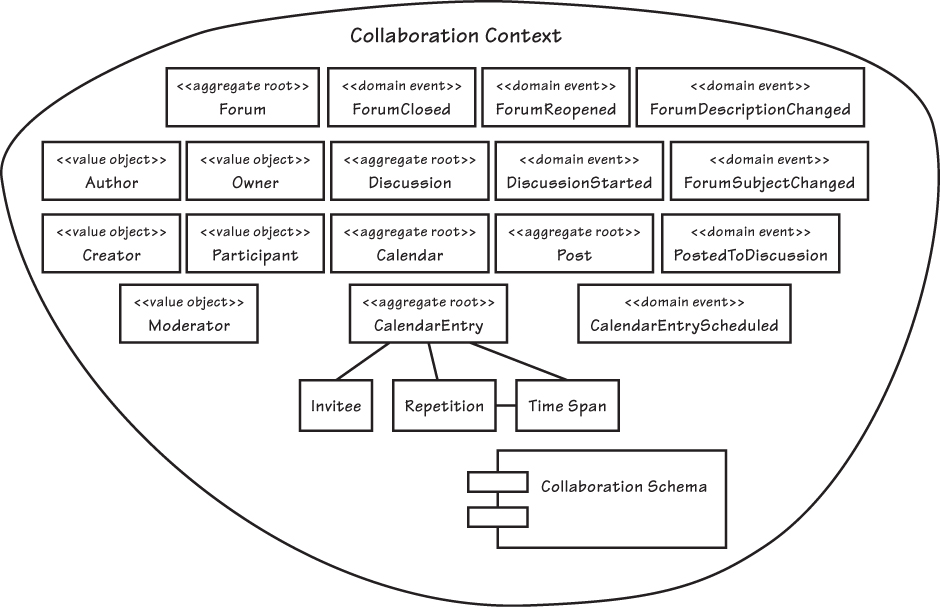 Collaboration Context
<<aggregate root>> <<domain event>> <<domain event>> <<domain event>>
Forum ForumClosed ForumReopened ForumDescriptionChanged
<<value object>> <<value object>> <<aggregate root>> <<domain event>> <<domain event>>
Author Owner Discussion DiscussionStarted ForumSubjectChanged
<<value object>> <<value object>> <<aggregate root>> <<aggregate root>> <<domain event>>
Creator Participant Calendar Post PostedToDiscussion
<<value object>> <<aggregate root>> <<domain event>>
Moderator CalendarEntry CalendarEntryScheduled
Invitee Repetition Time Span
Collaboration Schema